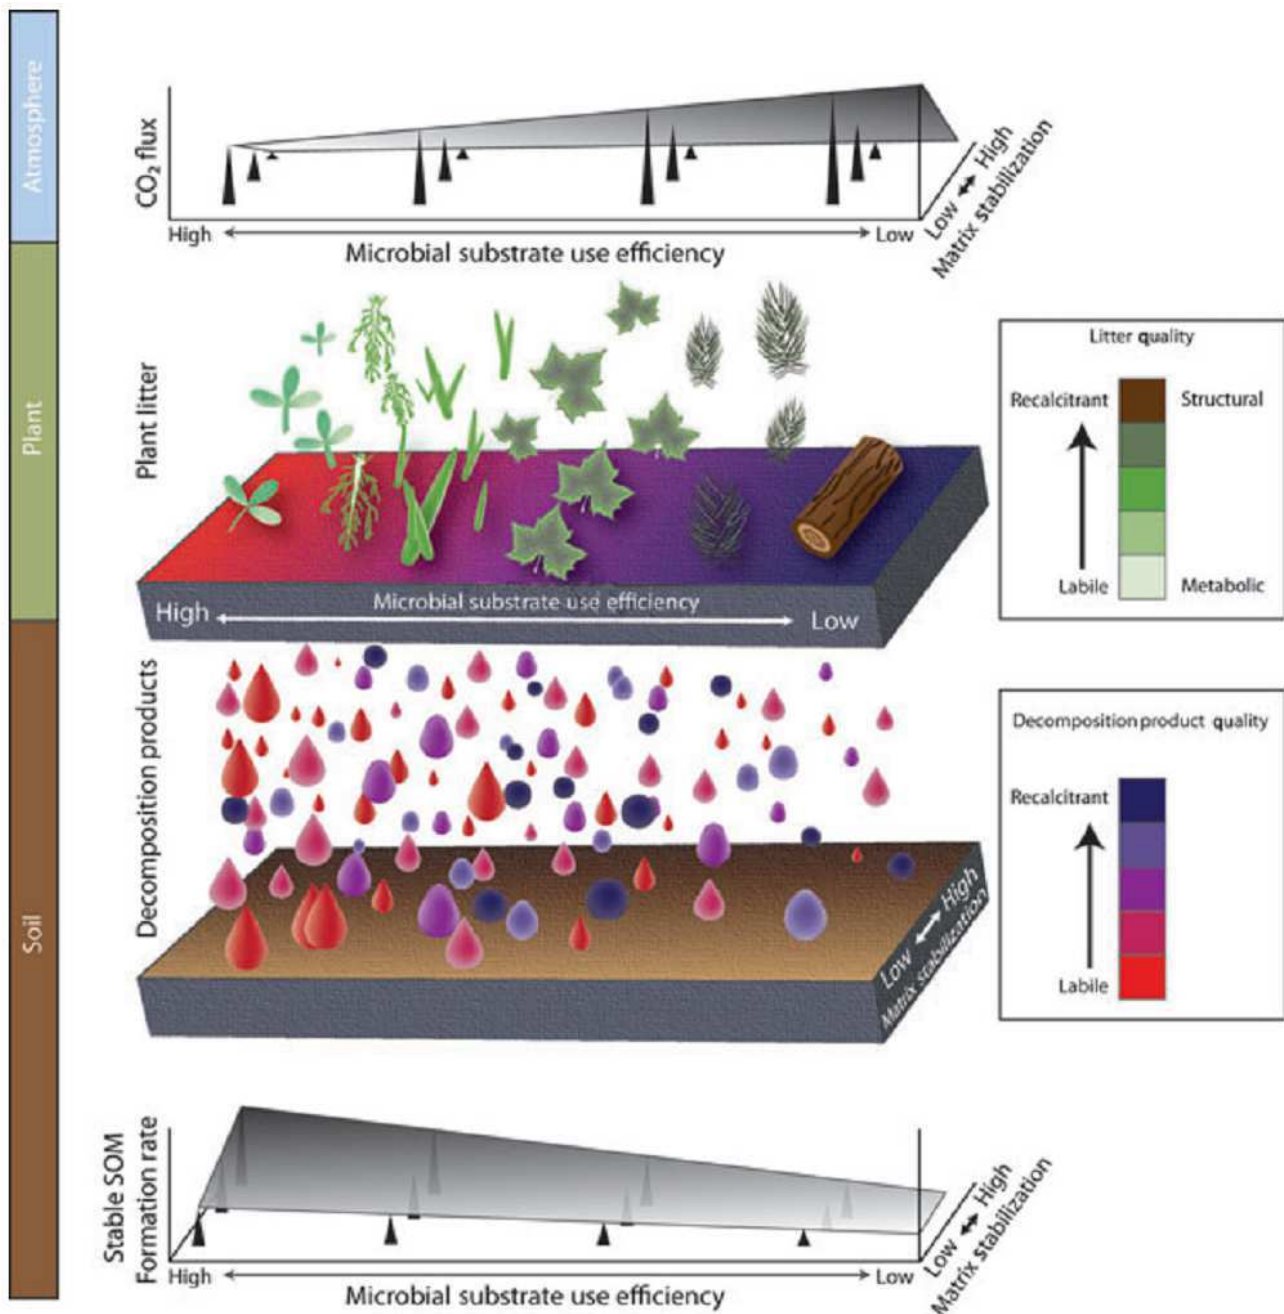 Atmosphere
CO₂ flux
High
Low
Microbial substrate use efficiency
Low
High
Matrix stabilization
Plant
Plant litter
High
Microbial substrate use efficiency
Low
Litter quality
Recalcitrant
Structural
Labile
Metabolic
Soil
Decomposition products
Low
High
Matrix stabilization
Decomposition product quality
Recalcitrant
Labile
Stable SOM
Formation rate
High
Low
Microbial substrate use efficiency
Low
High
Matrix stabilization